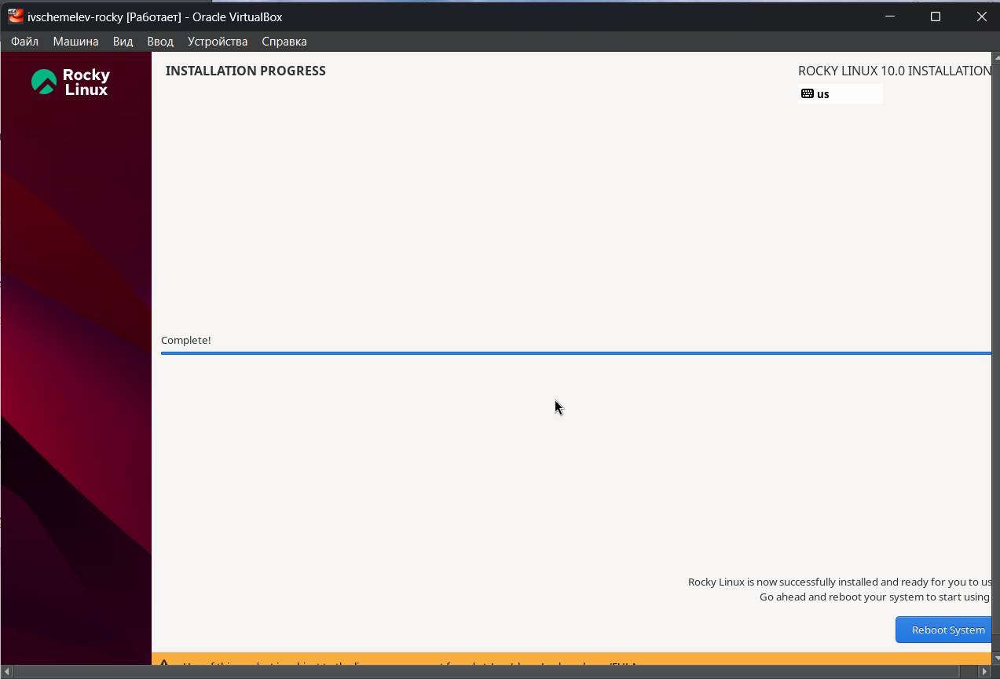 ivschemelev-rocky [Работает] - Oracle VirtualBox
Файл Машина Вид Ввод Устройства Справка
Rocky
Linux
INSTALLATION PROGRESS
ROCKY LINUX 10.0 INSTALLATION
us
Complete!
Rocky Linux is now successfully installed and ready for you to us
Go ahead and reboot your system to start using
Reboot System